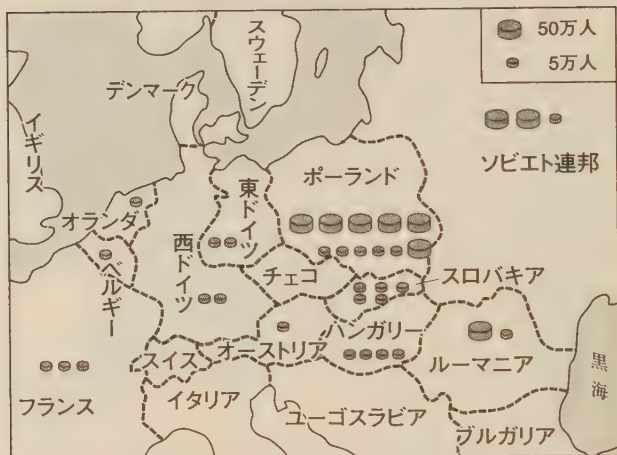 50万人
5万人
スウェーデン
デンマーク
イギリス
ソビエト連邦
ポーランド
東ドイツ
オランダ
西ドイツ
ベルギー
チェコ
スロバキア
ハンガリー
オーストリア
スイス
ルーマニア
黒海
フランス
イタリア
ユーゴスラビア
ブルガリア